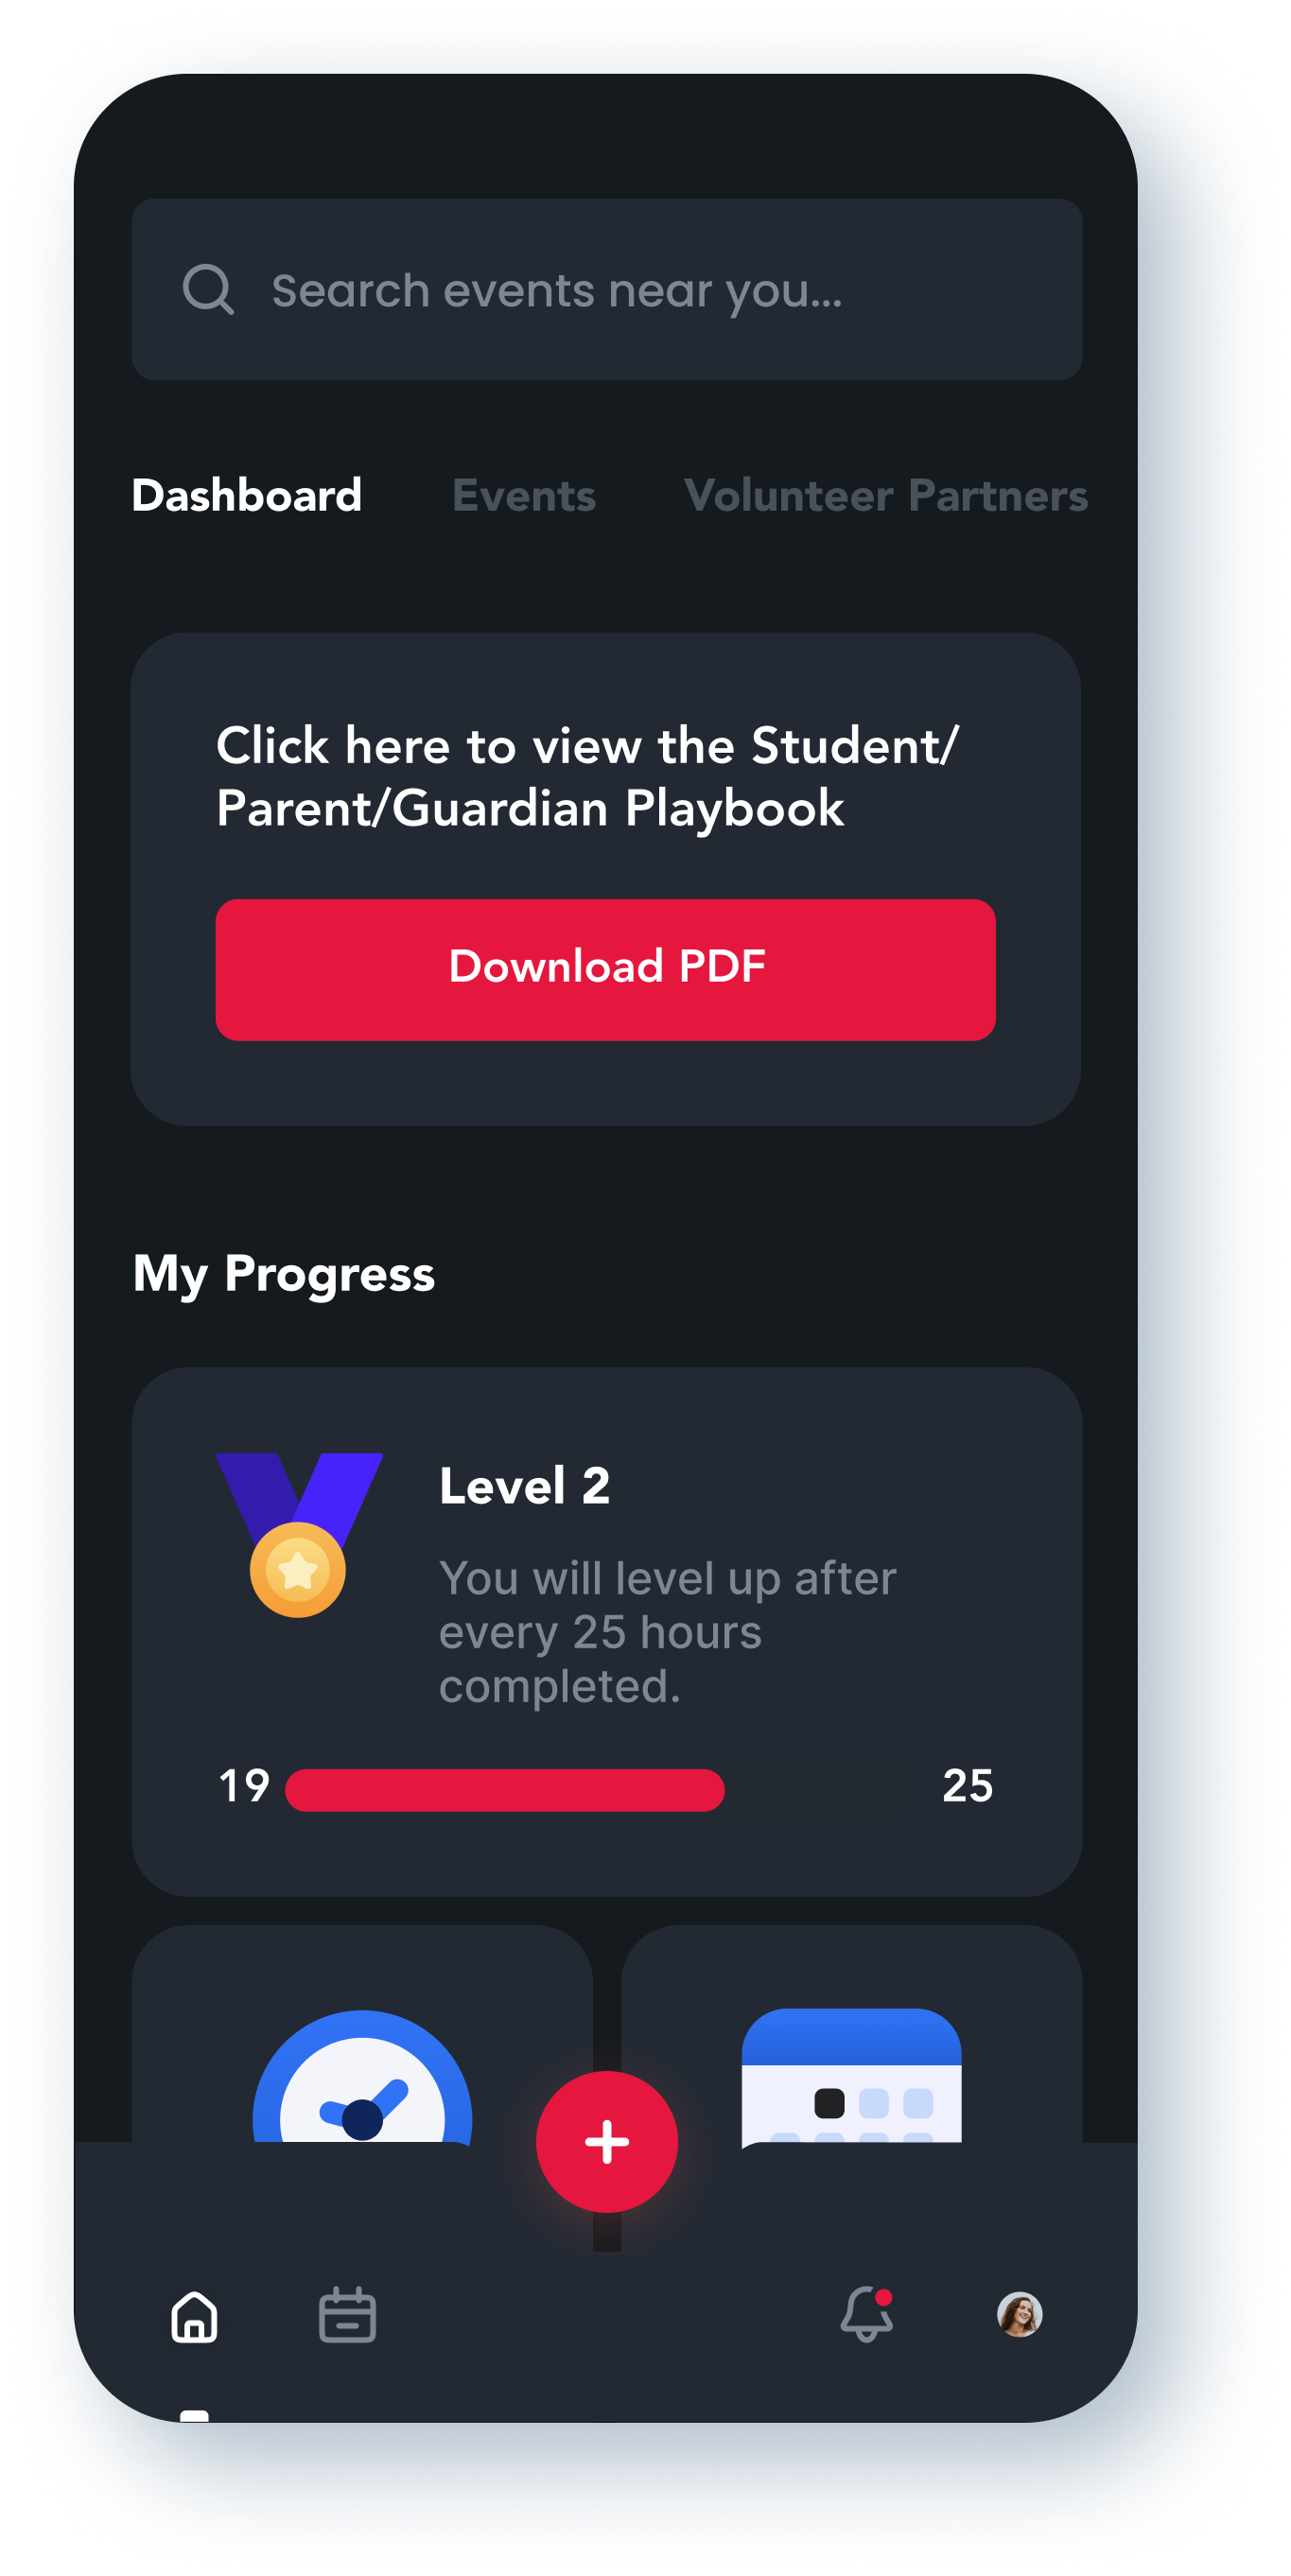 Search events near you...
Dashboard Events Volunteer Partners
Click here to view the Student/
Parent/Guardian Playbook
Download PDF
My Progress
Level 2
You will level up after
every 25 hours
completed.
19 25